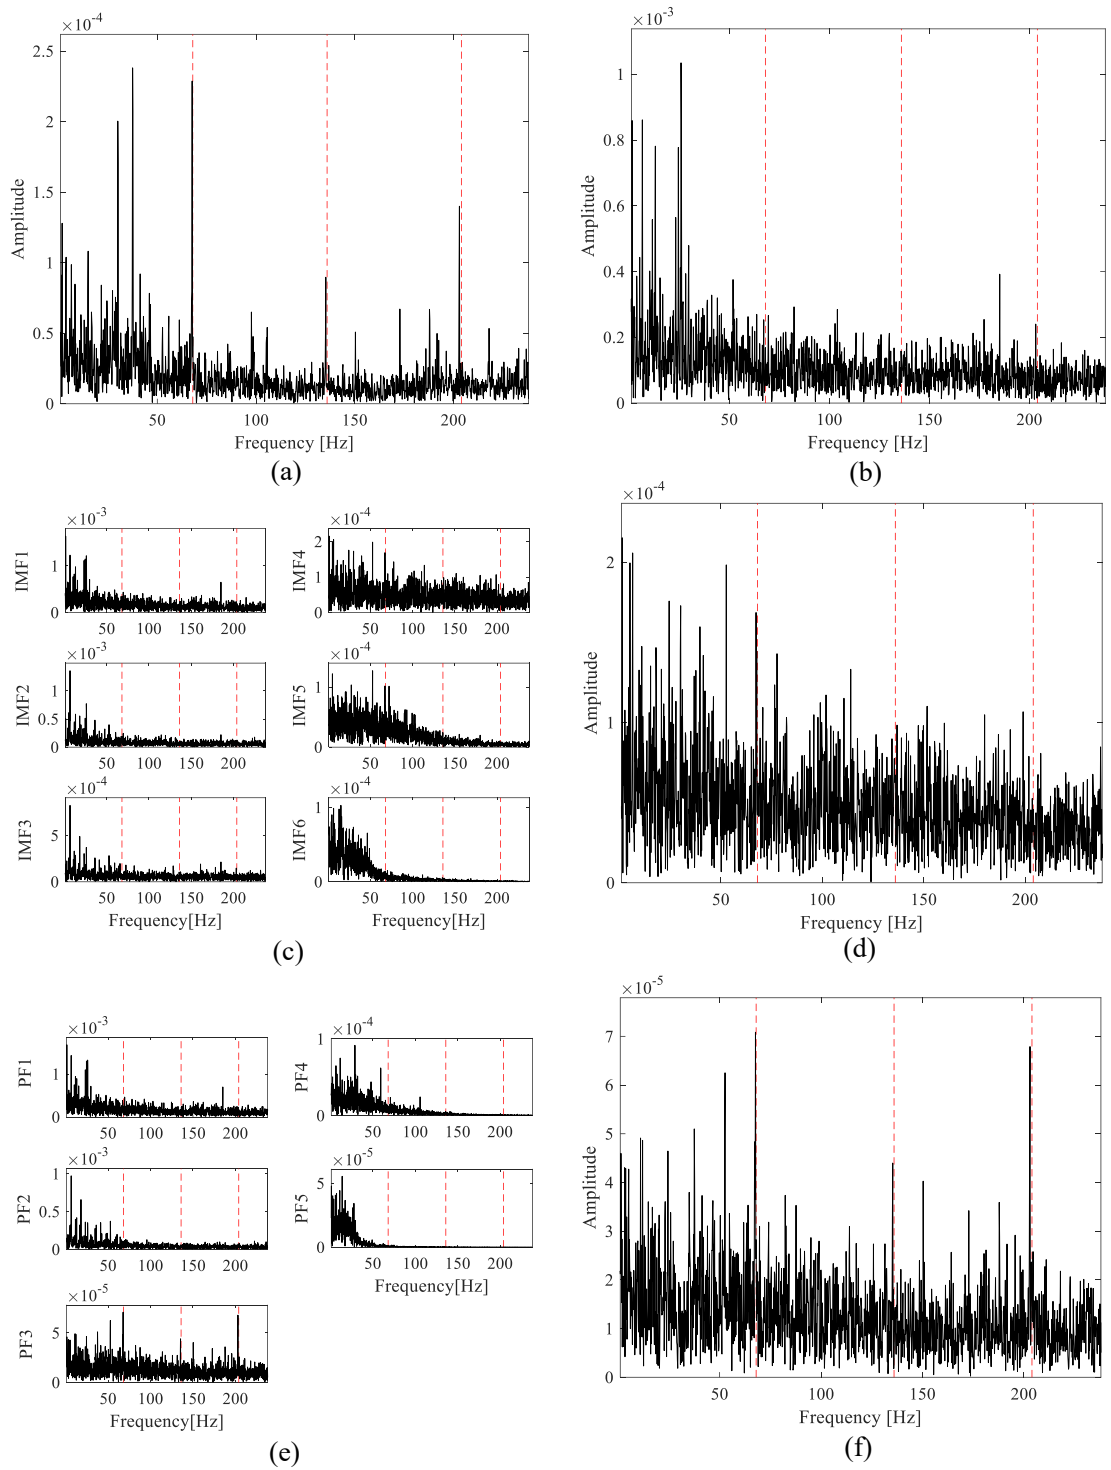 ×10⁻⁴
2.5
2
1.5
1
0.5
0
Amplitude
50 100 150 200
Frequency [Hz]
(a)
×10⁻³
1
0.8
0.6
0.4
0.2
0
Amplitude
50 100 150 200
Frequency [Hz]
(b)
×10⁻³
IMF1
1
0
50 100 150 200
×10⁻³
IMF2
1
0.5
0
50 100 150 200
×10⁻⁴
IMF3
5
0
50 100 150 200
Frequency[Hz]
×10⁻⁴
IMF4
2
1
0
50 100 150 200
×10⁻⁴
IMF5
1
0
50 100 150 200
×10⁻⁴
IMF6
1
0
50 100 150 200
Frequency[Hz]
(c)
×10⁻⁴
2
1
0
Amplitude
50 100 150 200
Frequency [Hz]
(d)
×10⁻³
PF1
1
0
50 100 150 200
×10⁻³
PF2
1
0.5
0
50 100 150 200
×10⁻⁵
PF3
5
0
50 100 150 200
Frequency[Hz]
×10⁻⁴
PF4
1
0
50 100 150 200
×10⁻⁵
PF5
5
0
50 100 150 200
Frequency[Hz]
(e)
×10⁻⁵
7
6
5
4
3
2
1
0
Amplitude
50 100 150 200
Frequency [Hz]
(f)